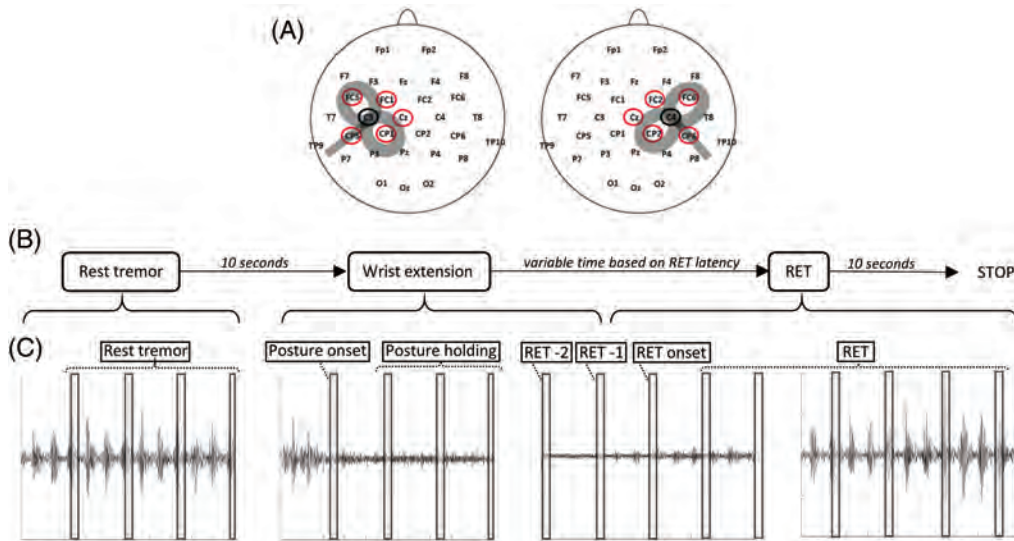 (A)
Fp1 Fp2
F7 F3 Fz F4 F8
FC5 FC1 FC2 FC6
T7 C3 Cz C4 T8
CP5 CP1 CP2 CP6
TP9 TP10
P7 P3 Pz P4 P8
O1 Oz O2
Fp1 Fp2
F7 F3 Fz F4 F8
FC5 FC1 FC2 FC6
T7 C3 Cz C4 T8
CP5 CP1 CP2 CP6
TP9 TP10
P7 P3 Pz P4 P8
O1 Oz O2
(B)
Rest tremor 10 seconds Wrist extension variable time based on RET latency RET 10 seconds STOP
(C)
Rest tremor Posture onset Posture holding RET -2 RET -1 RET onset RET